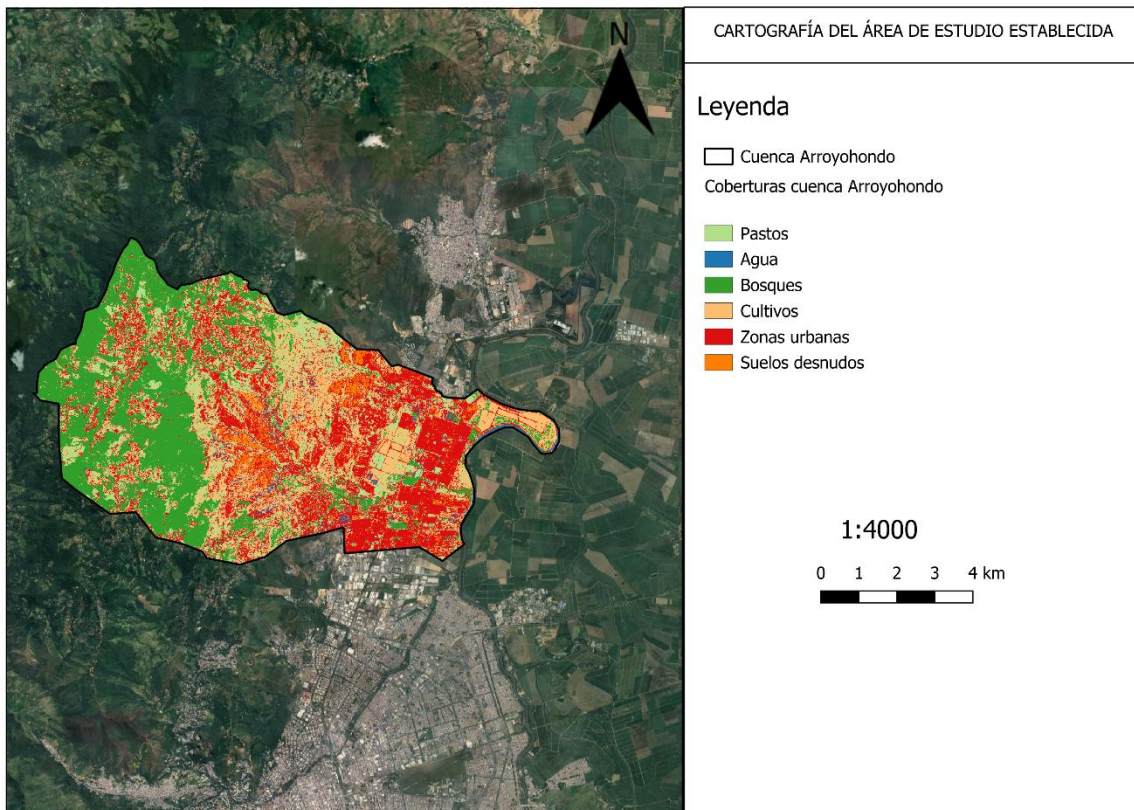 N
CARTOGRAFÍA DEL ÁREA DE ESTUDIO ESTABLECIDA
Leyenda
Cuenca Arroyohondo
Coberturas cuenca Arroyohondo
Pastos
Agua
Bosques
Cultivos
Zonas urbanas
Suelos desnudos
1:4000
0 1 2 3 4 km